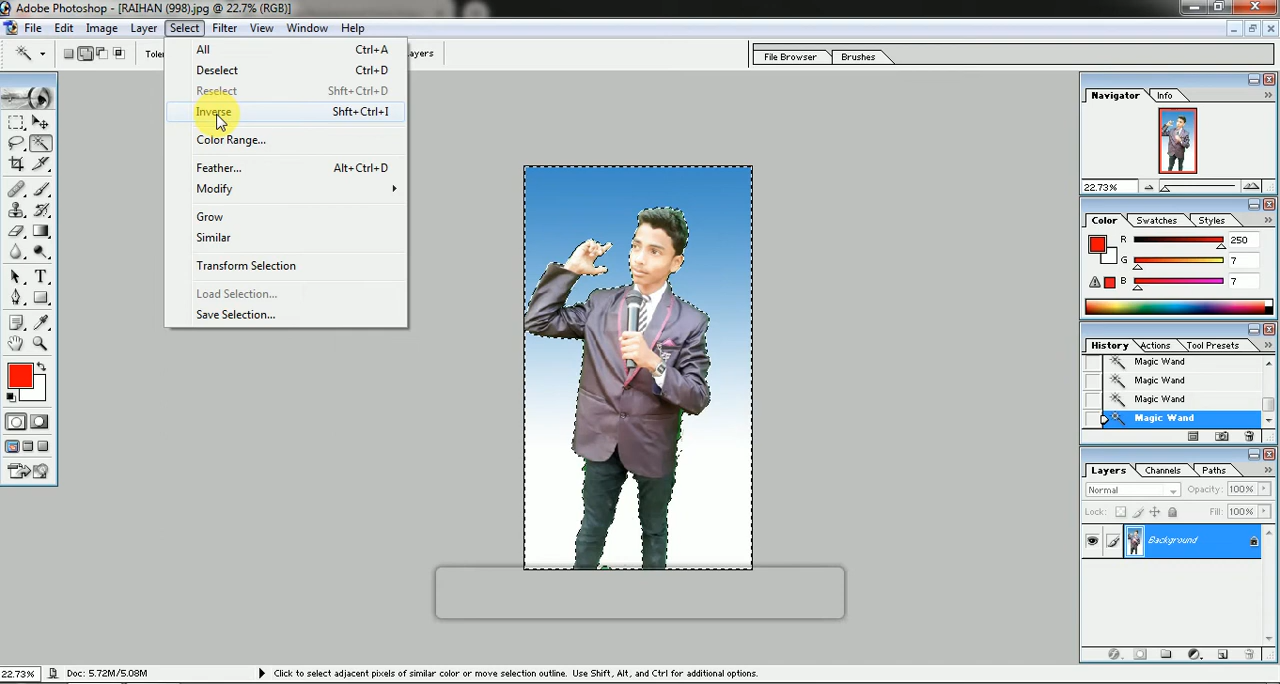 Adobe Photoshop - [RAIHAN (998).jpg @ 22.7% (RGB)]
File Edit Image Layer Select Filter View Window Help
Toler
ayers
File Browser Brushes
All Ctrl+A
Deselect Ctrl+D
Reselect Shft+Ctrl+D
Inverse Shft+Ctrl+I
Color Range...
Feather... Alt+Ctrl+D
Modify
Grow
Similar
Transform Selection
Load Selection...
Save Selection...
Navigator Info
22.73%
Color Swatches Styles
R 250
G 7
B 7
History Actions Tool Presets
Magic Wand
Magic Wand
Magic Wand
Magic Wand
Layers Channels Paths
Normal Opacity: 100%
Lock: Fill: 100%
Background
22.73% Doc: 5.72M/5.08M Click to select adjacent pixels of similar color or move selection outline. Use Shift, Alt, and Ctrl for additional options.